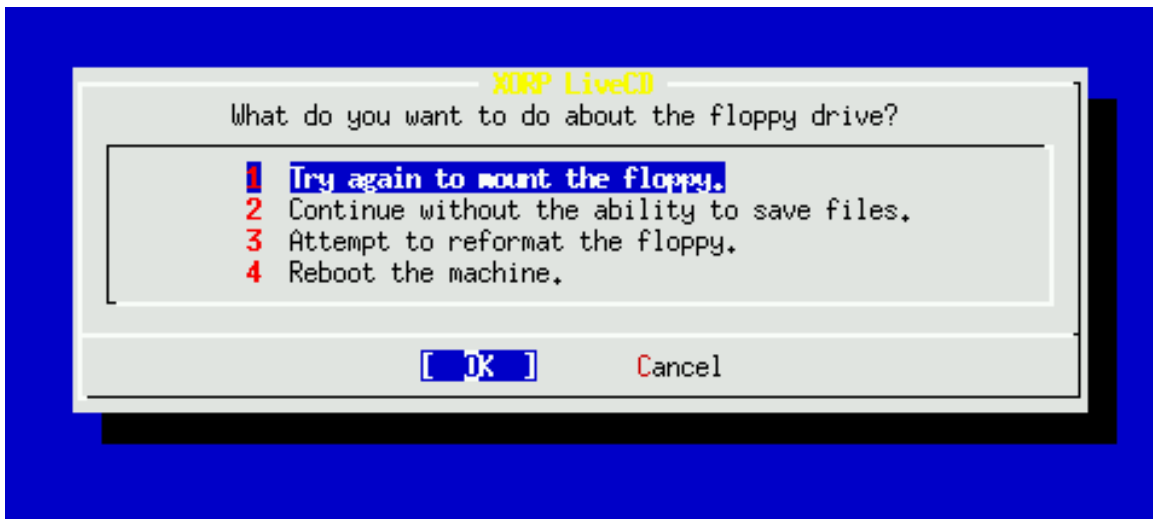 XORP LiveCD
What do you want to do about the floppy drive?
1 Try again to mount the floppy.
2 Continue without the ability to save files.
3 Attempt to reformat the floppy.
4 Reboot the machine.
[ OK ] Cancel